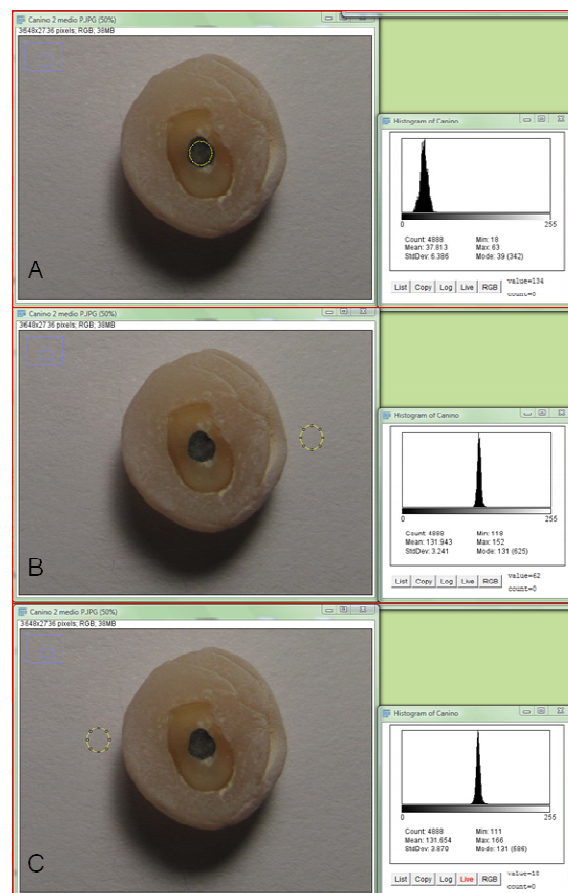 Canino 2 medio P.JPG (50%)
3648x2736 pixels; RGB; 38MB
A
Histogram of Canino
0
255
Count: 4888
Min: 18
Mean: 37.813
Max: 63
StdDev: 6.386
Mode: 39 (342)
List Copy Log Live RGB
value=134
count=0
Canino 2 medio P.JPG (50%)
3648x2736 pixels; RGB; 38MB
B
Histogram of Canino
0
255
Count: 4888
Mean: 131.943
Max: 152
StdDev: 3.241
Mode: 131 (625)
List Copy Log Live RGB
value=62
count=0
Canino 2 medio P.JPG (50%)
3648x2736 pixels; RGB; 38MB
C
Histogram of Canino
0
255
Count: 4888
Min: 111
Mean: 131.654
Max: 166
StdDev: 3.870
Mode: 131 (586)
List Copy Log Live RGB
value=18
count=0